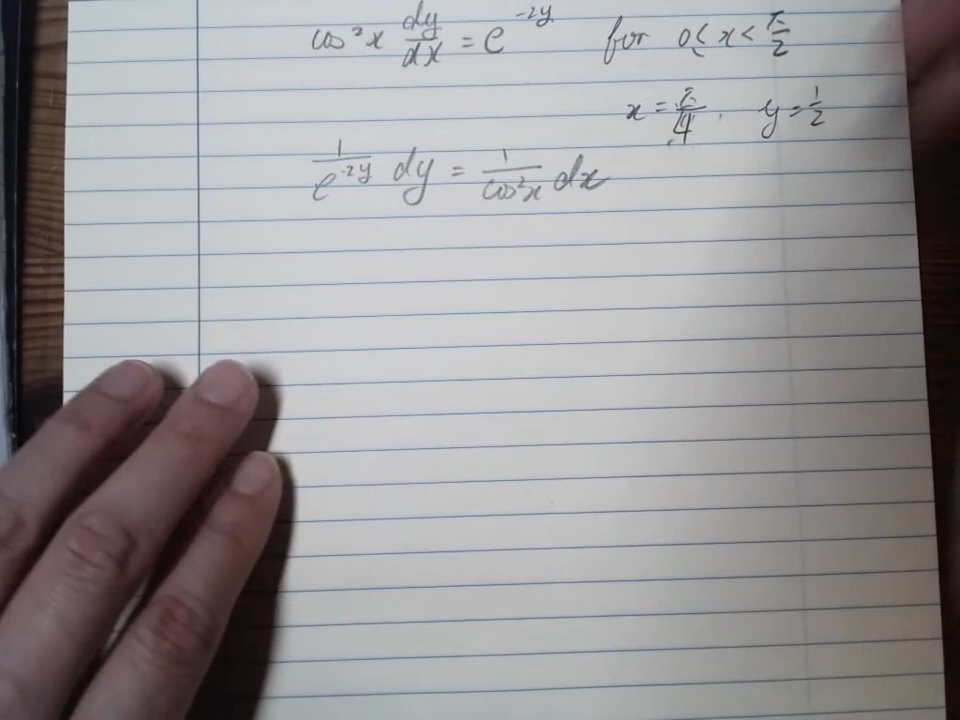 cos²x dy/dx = e^{-2y} for 0 < x < π/2
x = π/4, y = 1/2
1/e^{-2y} dy = 1/cos²x dx